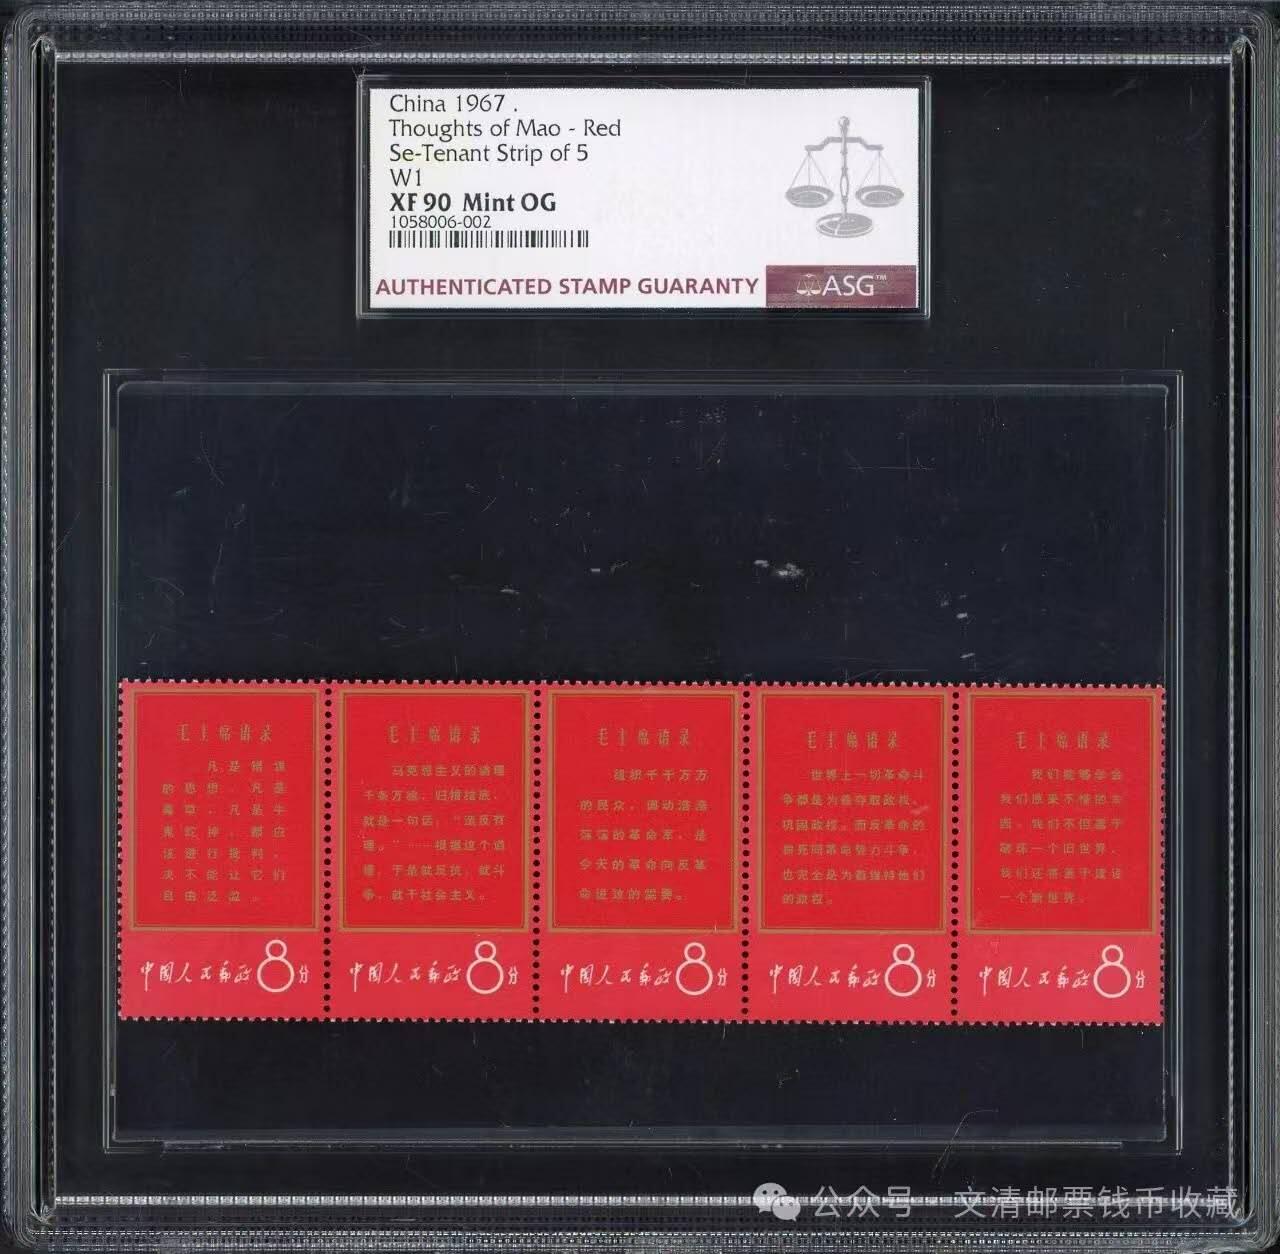 China 1967 .
Thoughts of Mao - Red
Se-Tenant Strip of 5
W1
XF 90 Mint OG
1058006-002
AUTHENTICATED STAMP GUARANTY
ASG™
毛主席语录
凡是错误
的思想，凡是
毒草，凡是牛
鬼蛇神，都应
该进行批判，
决不能让它们
自由泛滥。
中国人民邮政8分
毛主席语录
马克思主义的道理
千条万绪，归根结底，
就是一句话：“造反有
理。”……根据这个道
理，于是就反抗，就斗
争，就干社会主义。
中国人民邮政8分
毛主席语录
组织千千万万
的民众，调动浩浩
荡荡的革命军，是
今天的革命向反革
命进攻的需要。
中国人民邮政8分
毛主席语录
世界上一切革命斗
争都是为着夺取政权，
巩固政权。而反革命的
拚死同革命势力斗争，
也完全是为着维持他们
的政权。
中国人民邮政8分
毛主席语录
我们能够学会
我们原来不懂的东
西。我们不但善于
破坏一个旧世界，
我们还将善于建设
一个新世界。
中国人民邮政8分
公众号－文清邮票钱币收藏